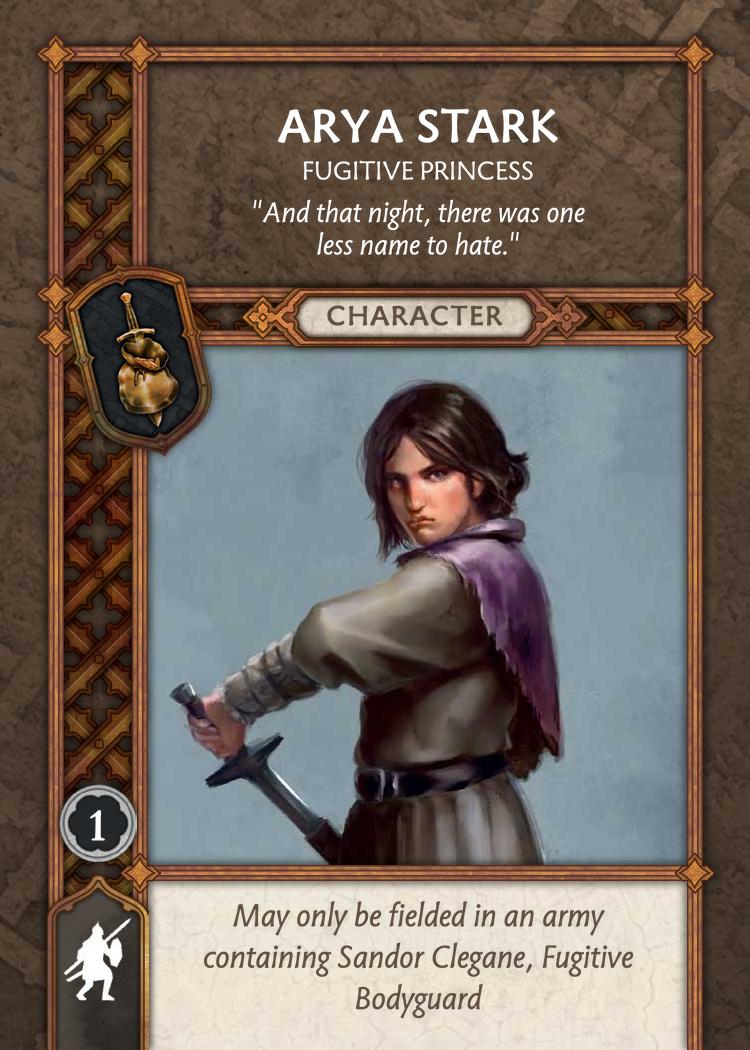 ARYA STARK
FUGITIVE PRINCESS
"And that night, there was one
less name to hate."
CHARACTER
1
May only be fielded in an army
containing Sandor Clegane, Fugitive
Bodyguard